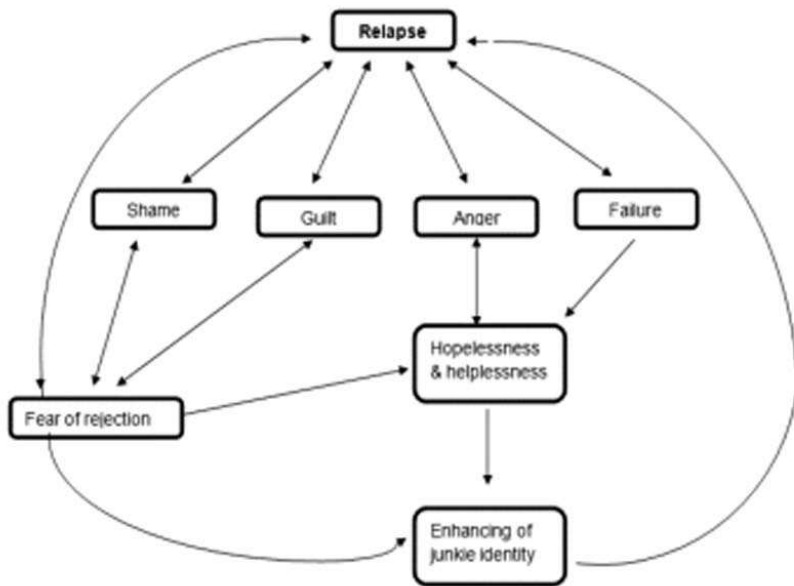 Relapse
Shame
Guilt
Anger
Failure
Hopelessness
& helplessness
Fear of rejection
Enhancing of
junkie identity